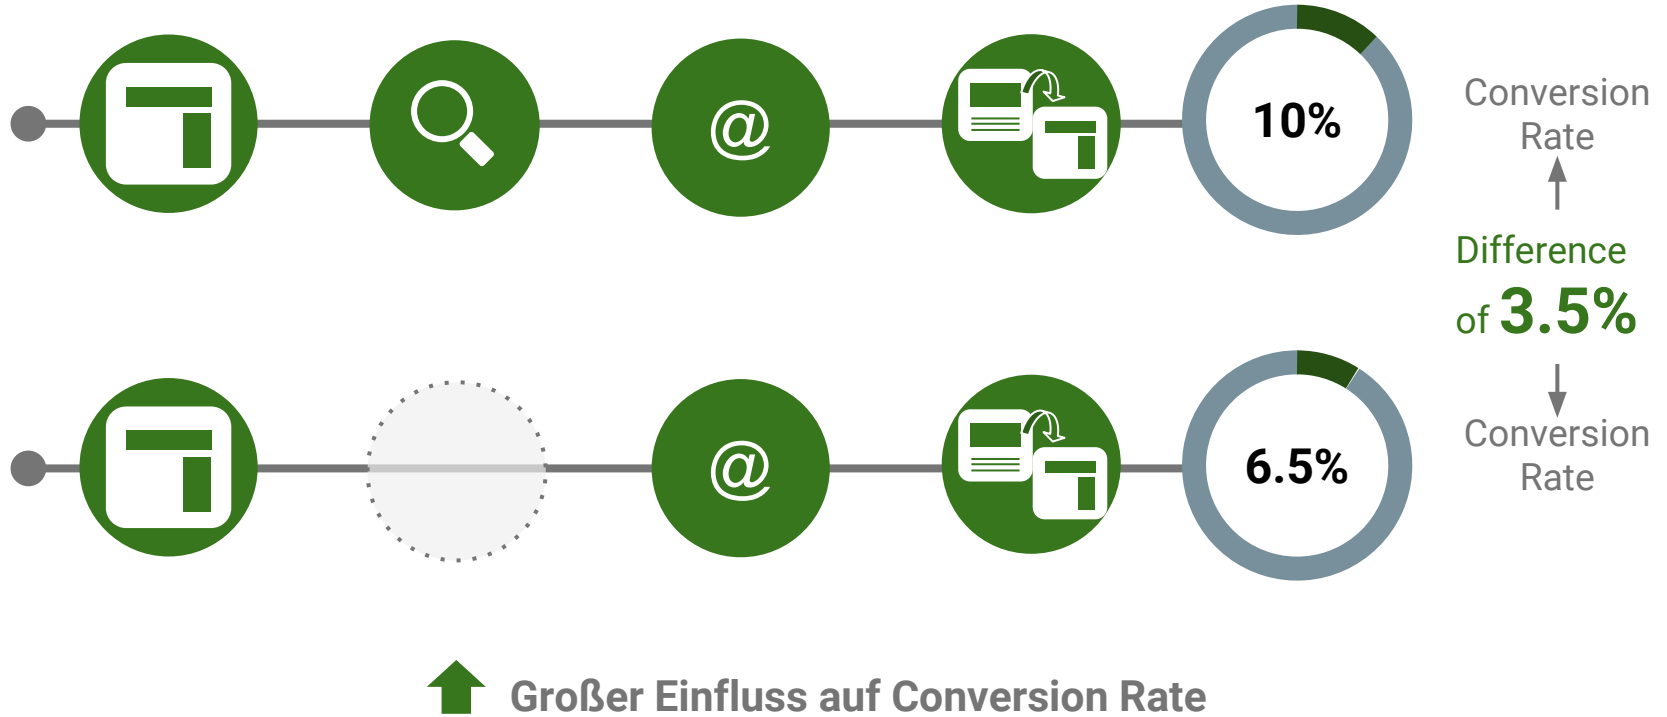 @
10%
Conversion
Rate
Difference
of 3.5%
@
6.5%
Conversion
Rate
Großer Einfluss auf Conversion Rate